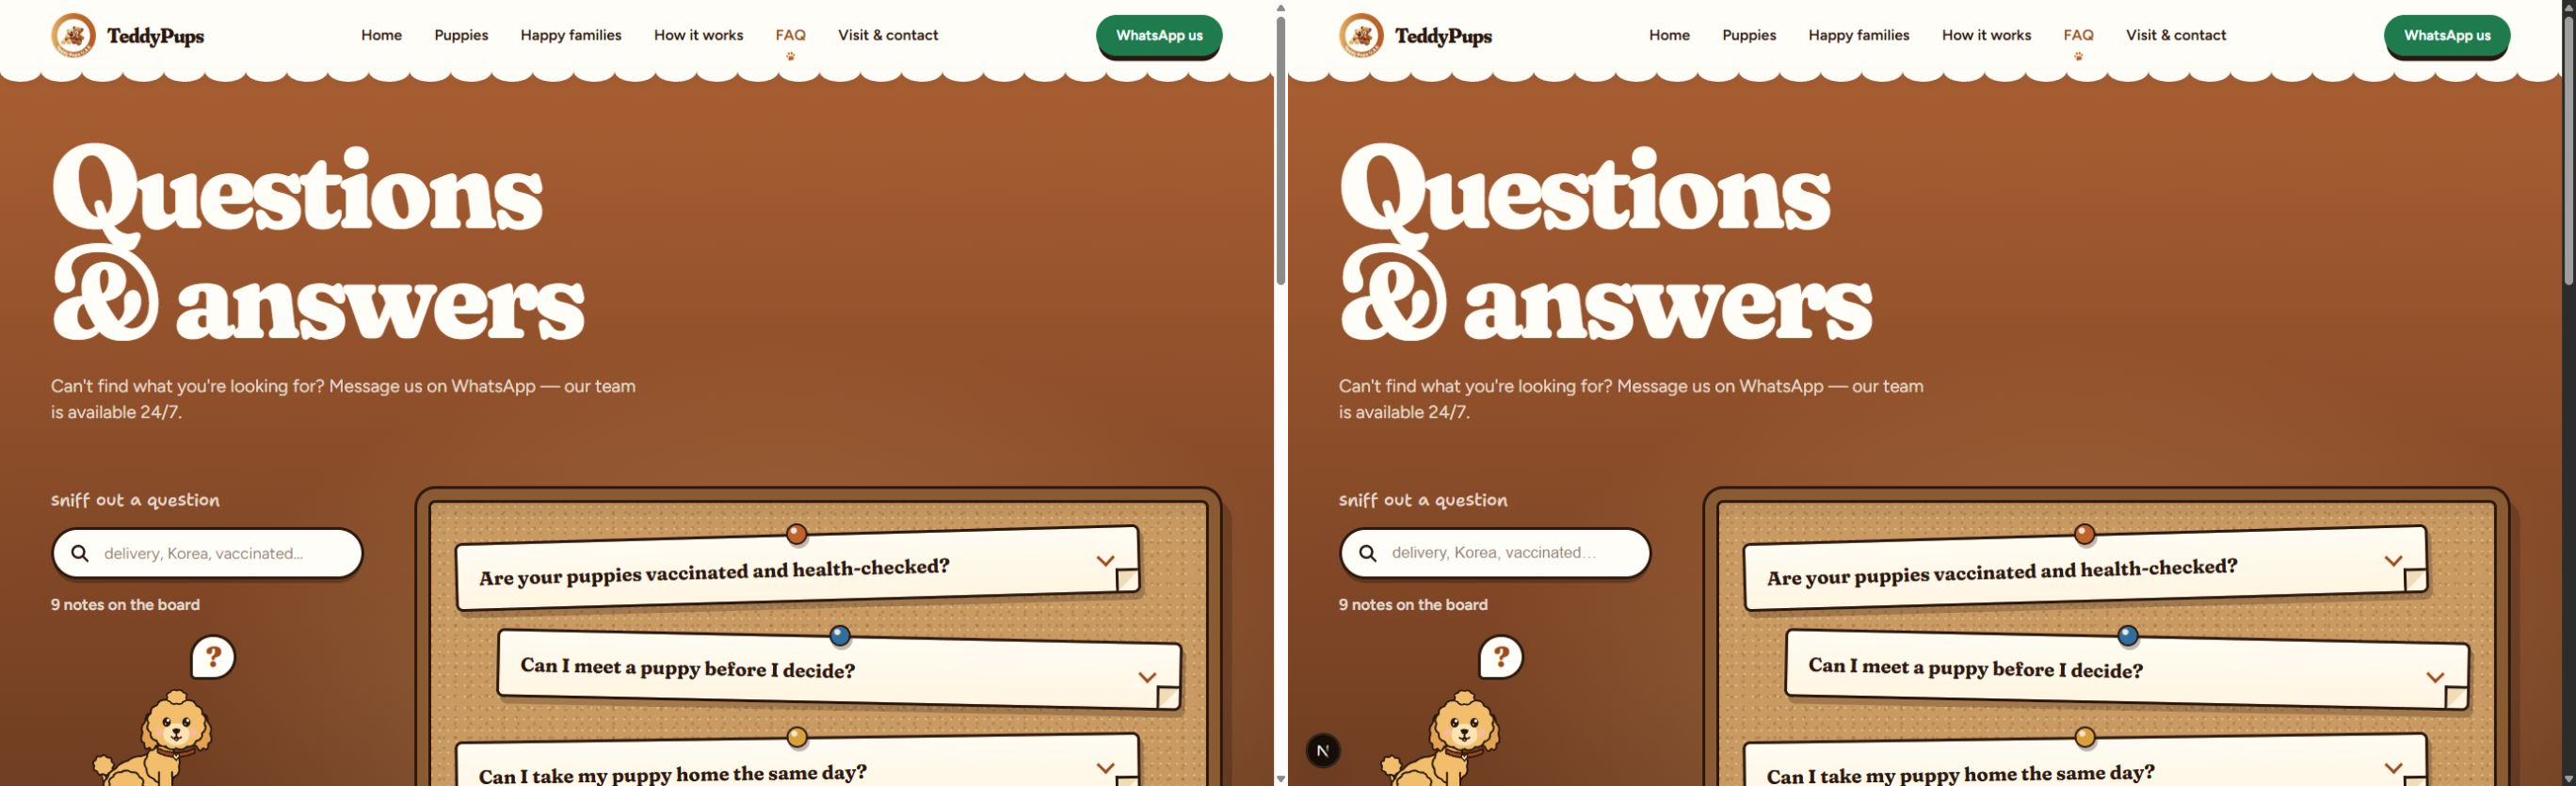 TeddyPups
Home Puppies Happy families How it works FAQ Visit & contact
WhatsApp us
Questions
& answers
Can't find what you're looking for? Message us on WhatsApp — our team
is available 24/7.
sniff out a question
delivery, Korea, vaccinated...
9 notes on the board
?
Are your puppies vaccinated and health-checked?
Can I meet a puppy before I decide?
Can I take my puppy home the same day?
TeddyPups
Home Puppies Happy families How it works FAQ Visit & contact
WhatsApp us
Questions
& answers
Can't find what you're looking for? Message us on WhatsApp — our team
is available 24/7.
sniff out a question
delivery, Korea, vaccinated...
9 notes on the board
?
N
Are your puppies vaccinated and health-checked?
Can I meet a puppy before I decide?
Can I take my puppy home the same day?